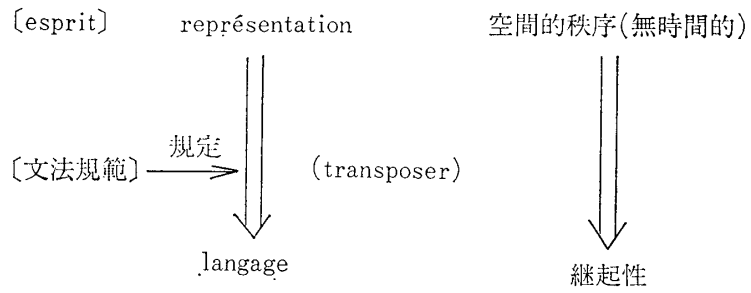 〔esprit〕 représentation 空間的秩序(無時間的)
規定
〔文法規範〕 (transposer)
langage 継起性